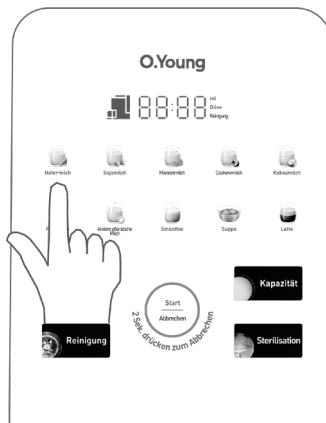 O.Young
88:88
ml
Düse
Reinigung
Hafermilch
Sojamilch
Mandelmilch
Cashewmilch
Kokosmilch
Andere pflanzliche
Milch
Smoothie
Suppe
Latte
Kapazität
Start
Abbrechen
2 Sek. drücken zum Abbrechen
Reinigung
Sterilisation